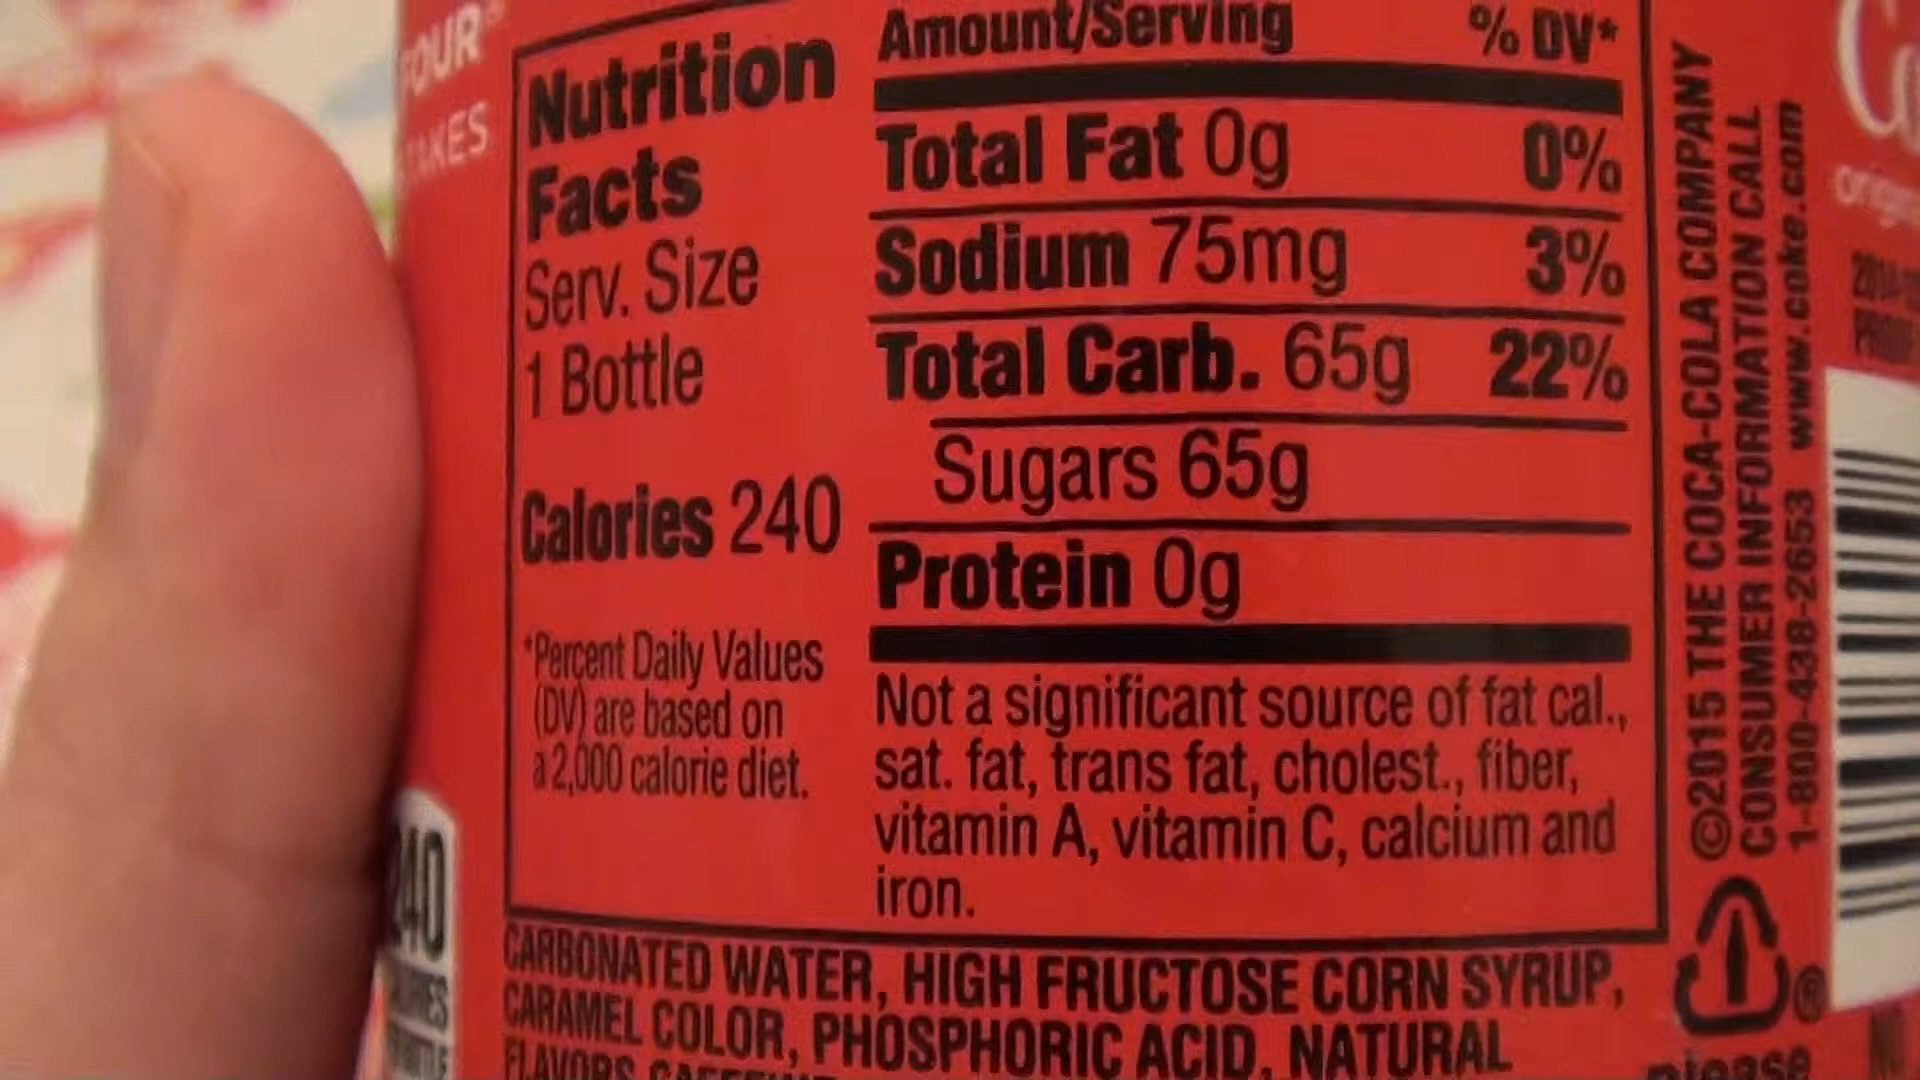 Nutrition
Facts
Serv. Size
1 Bottle
Calories 240
*Percent Daily Values
(DV) are based on
a 2,000 calorie diet.
Amount/Serving % DV*
Total Fat 0g 0%
Sodium 75mg 3%
Total Carb. 65g 22%
Sugars 65g
Protein 0g
Not a significant source of fat cal.,
sat. fat, trans fat, cholest., fiber,
vitamin A, vitamin C, calcium and
iron.
CARBONATED WATER, HIGH FRUCTOSE CORN SYRUP,
CARAMEL COLOR, PHOSPHORIC ACID, NATURAL
FLAVORS
©2015 THE COCA-COLA COMPANY
CONSUMER INFORMATION CALL
1-800-438-2653 www.coke.com
please